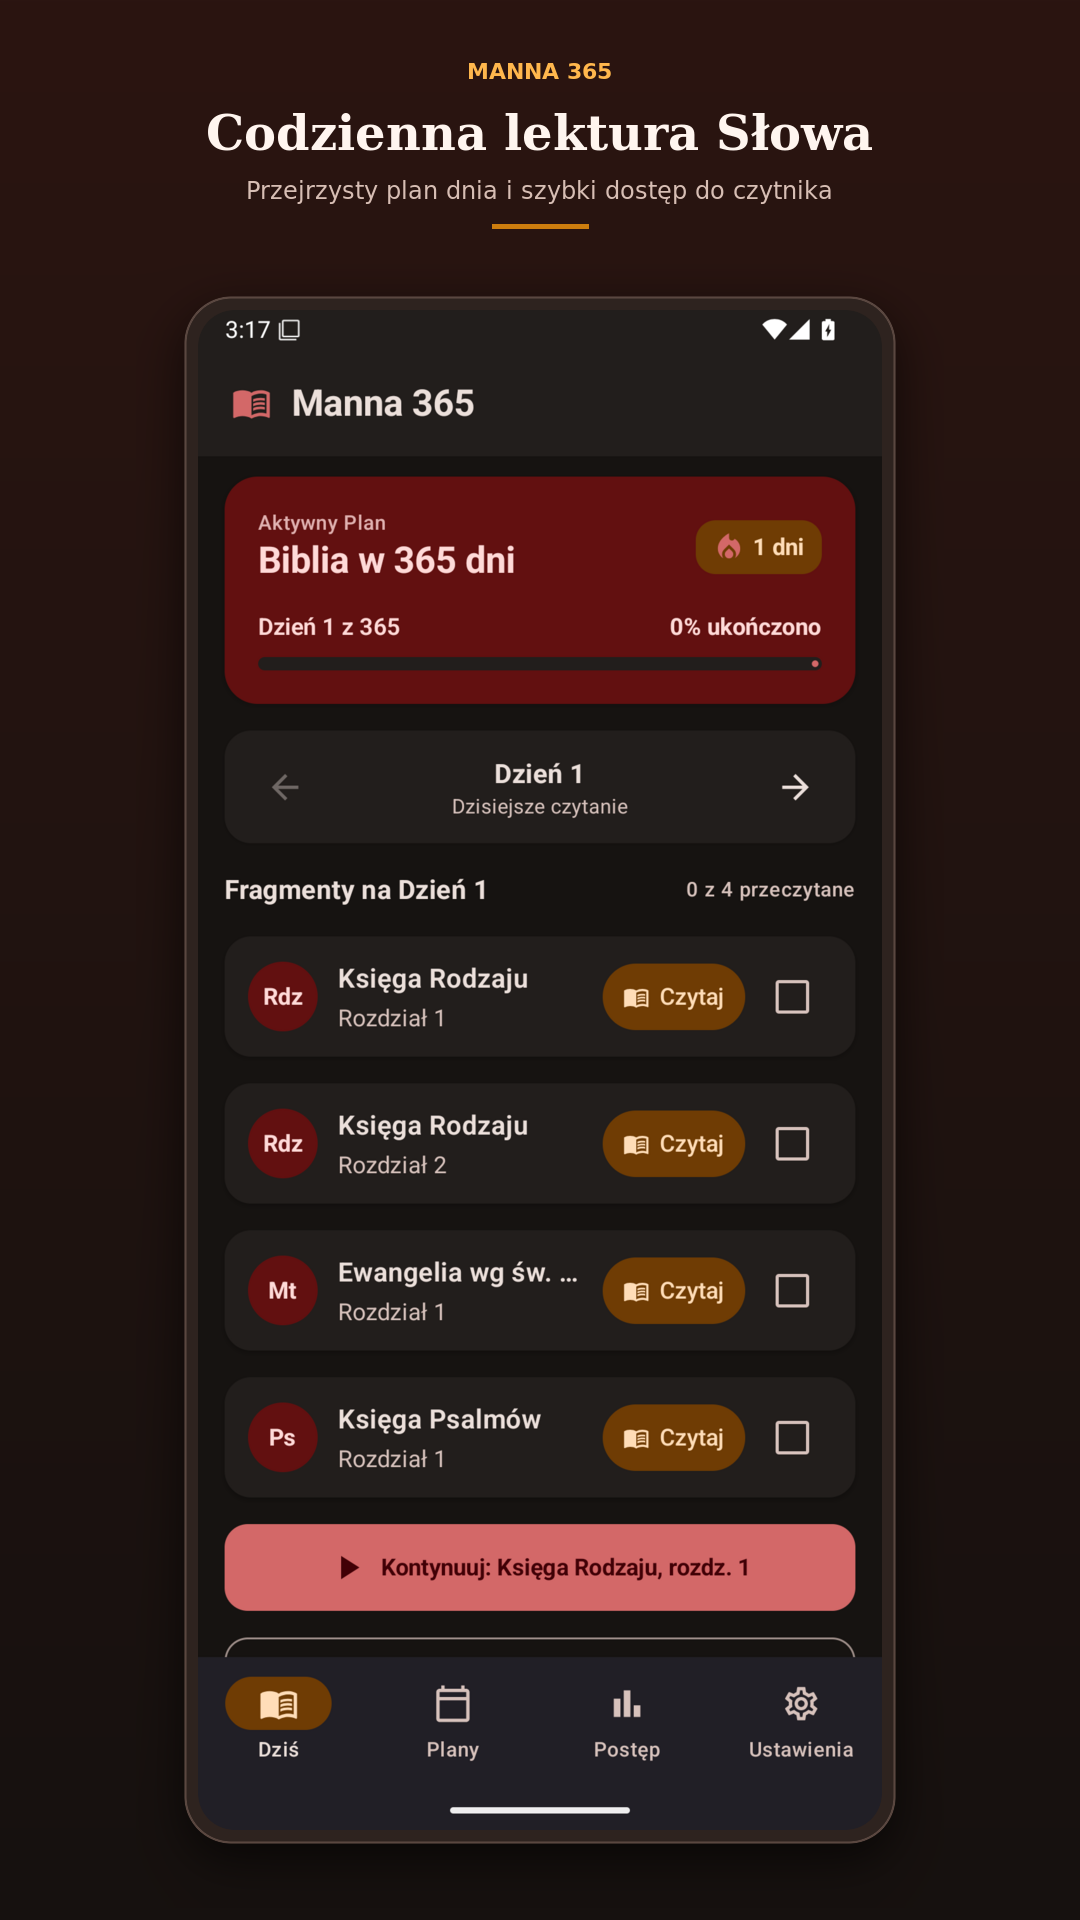 MANNA 365
Codzienna lektura Słowa
Przejrzysty plan dnia i szybki dostęp do czytnika
3:17
Manna 365
Aktywny Plan
Biblia w 365 dni
1 dni
Dzień 1 z 365
0% ukończono
Dzień 1
Dzisiejsze czytanie
Fragmenty na Dzień 1
0 z 4 przeczytane
Rdz
Księga Rodzaju
Rozdział 1
Czytaj
Rdz
Księga Rodzaju
Rozdział 2
Czytaj
Mt
Ewangelia wg św. ...
Rozdział 1
Czytaj
Ps
Księga Psalmów
Rozdział 1
Czytaj
Kontynuuj: Księga Rodzaju, rozdz. 1
Dziś
Plany
Postęp
Ustawienia